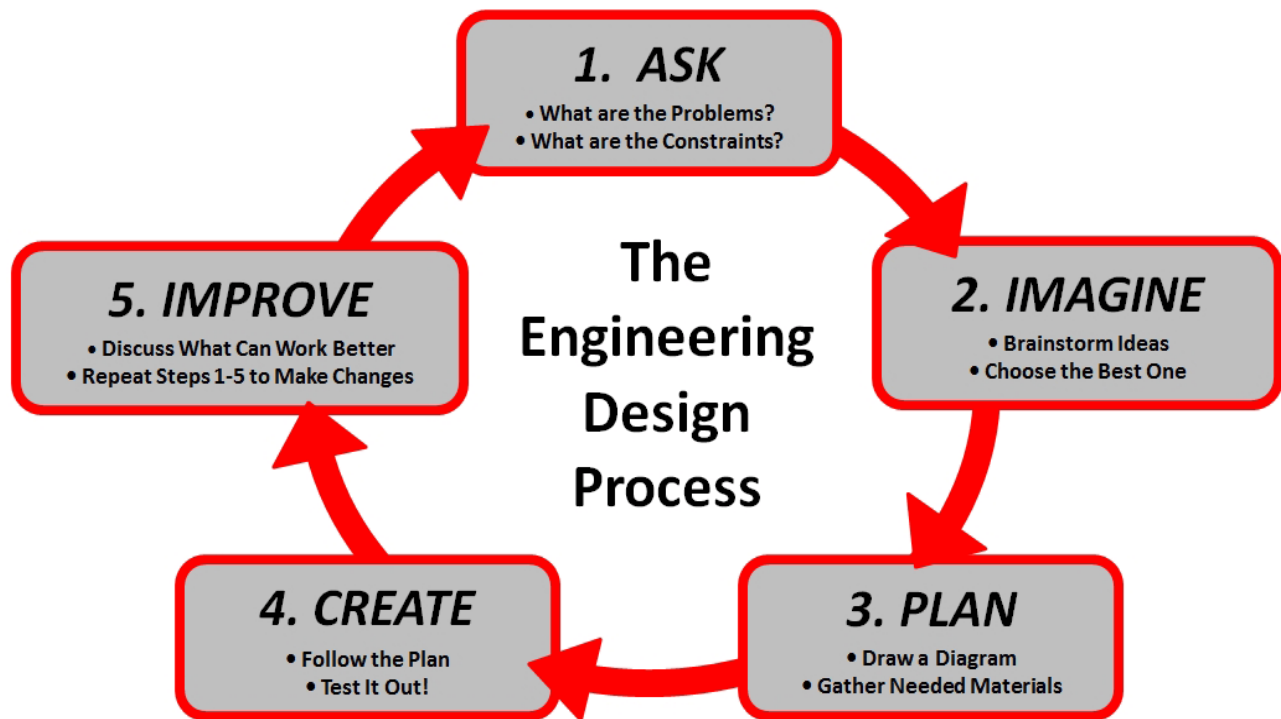 1. ASK
• What are the Problems?
• What are the Constraints?
The
Engineering
Design
Process
2. IMAGINE
• Brainstorm Ideas
• Choose the Best One
3. PLAN
• Draw a Diagram
• Gather Needed Materials
4. CREATE
• Follow the Plan
• Test It Out!
5. IMPROVE
• Discuss What Can Work Better
• Repeat Steps 1-5 to Make Changes